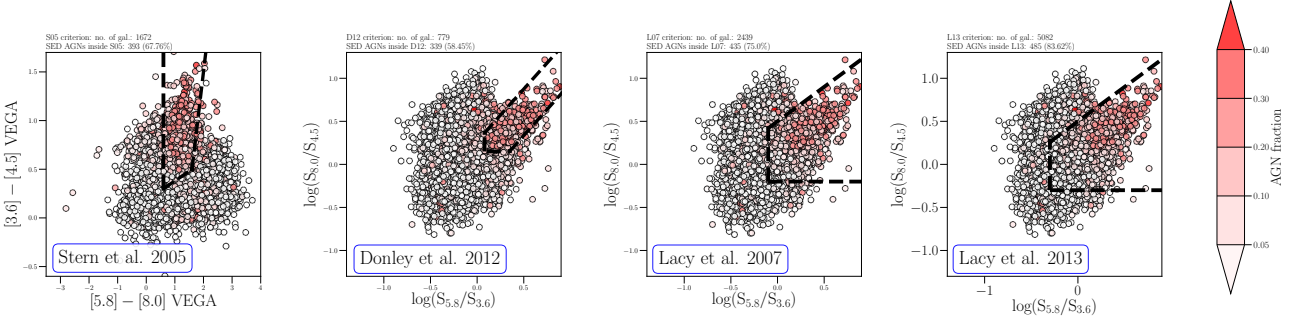 S05 criterion: no. of gal.: 1672
SED AGNs inside S05: 393 (67.76%)
1.5
1.0
0.5
0.0
−0.5
[3.6] − [4.5] VEGA
Stern et al. 2005
−3 −2 −1 0 1 2 3 4
[5.8] − [8.0] VEGA
D12 criterion: no. of gal.: 779
SED AGNs inside D12: 339 (58.45%)
1.0
0.5
0.0
−0.5
−1.0
log(S8.0/S4.5)
Donley et al. 2012
−1.0 −0.5 0.0 0.5
log(S5.8/S3.6)
L07 criterion: no. of gal.: 2439
SED AGNs inside L07: 435 (75.0%)
1.0
0.5
0.0
−0.5
−1.0
log(S8.0/S4.5)
Lacy et al. 2007
−1.0 −0.5 0.0 0.5
log(S5.8/S3.6)
L13 criterion: no. of gal.: 5082
SED AGNs inside L13: 485 (83.62%)
1.0
0.5
0.0
−0.5
−1.0
log(S8.0/S4.5)
Lacy et al. 2013
−1 0
log(S5.8/S3.6)
0.40
0.30
0.20
0.10
0.05
AGN fraction